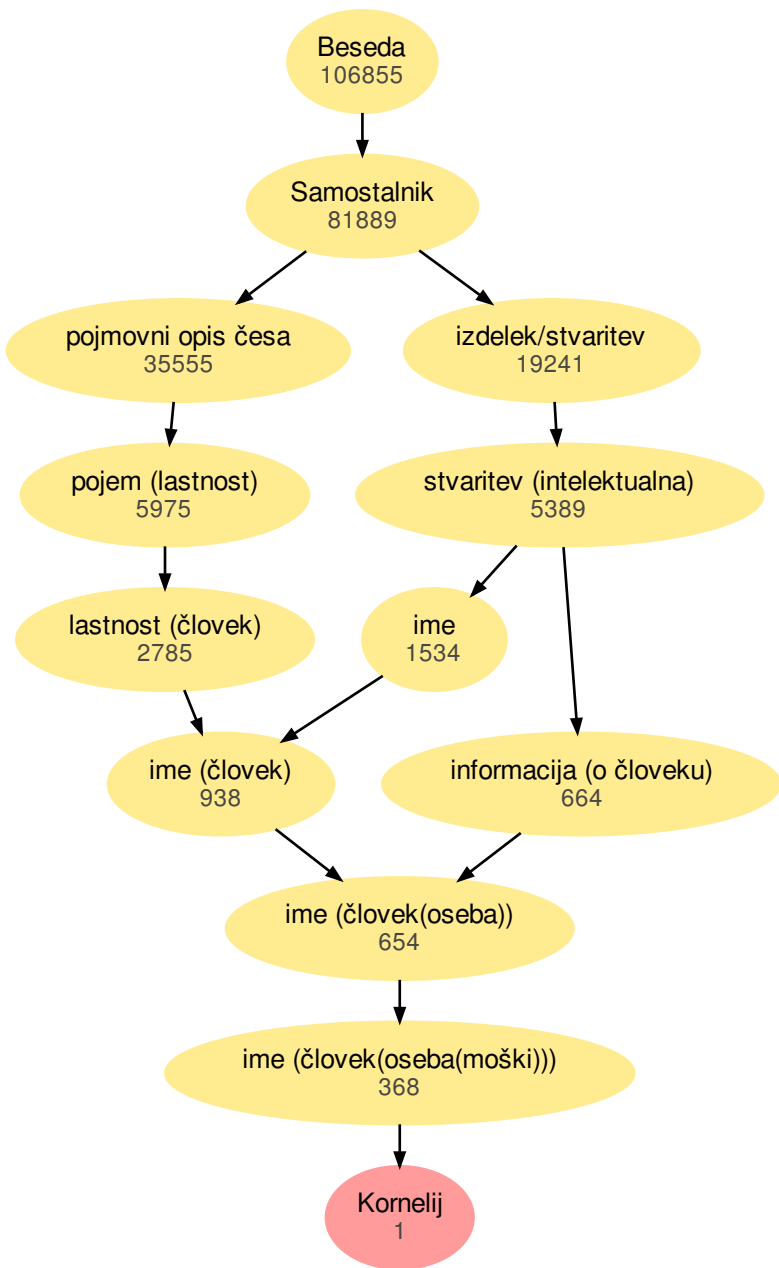 Beseda
106855
Samostalnik
81889
pojmovni opis česa
35555
izdelek/stvaritev
19241
pojem (lastnost)
5975
stvaritev (intelektualna)
5389
lastnost (človek)
2785
ime
1534
ime (človek)
938
informacija (o človeku)
664
ime (človek(oseba))
654
ime (človek(oseba(moški)))
368
Kornelij
1